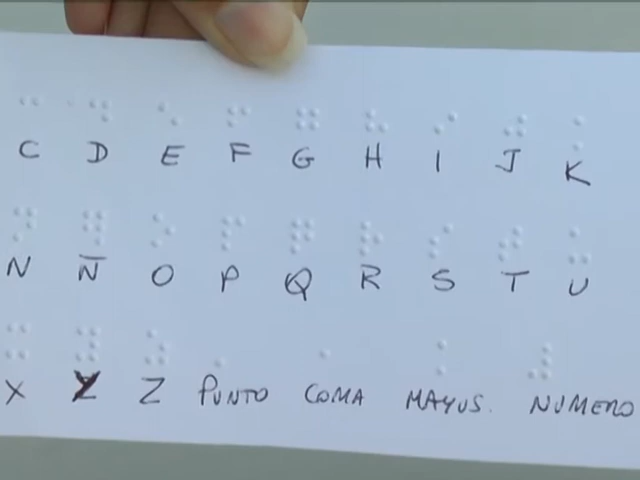 C D E F G H I J K
N Ñ O P Q R S T U
X Y Z PUNTO COMA MAYUS. NUMERO